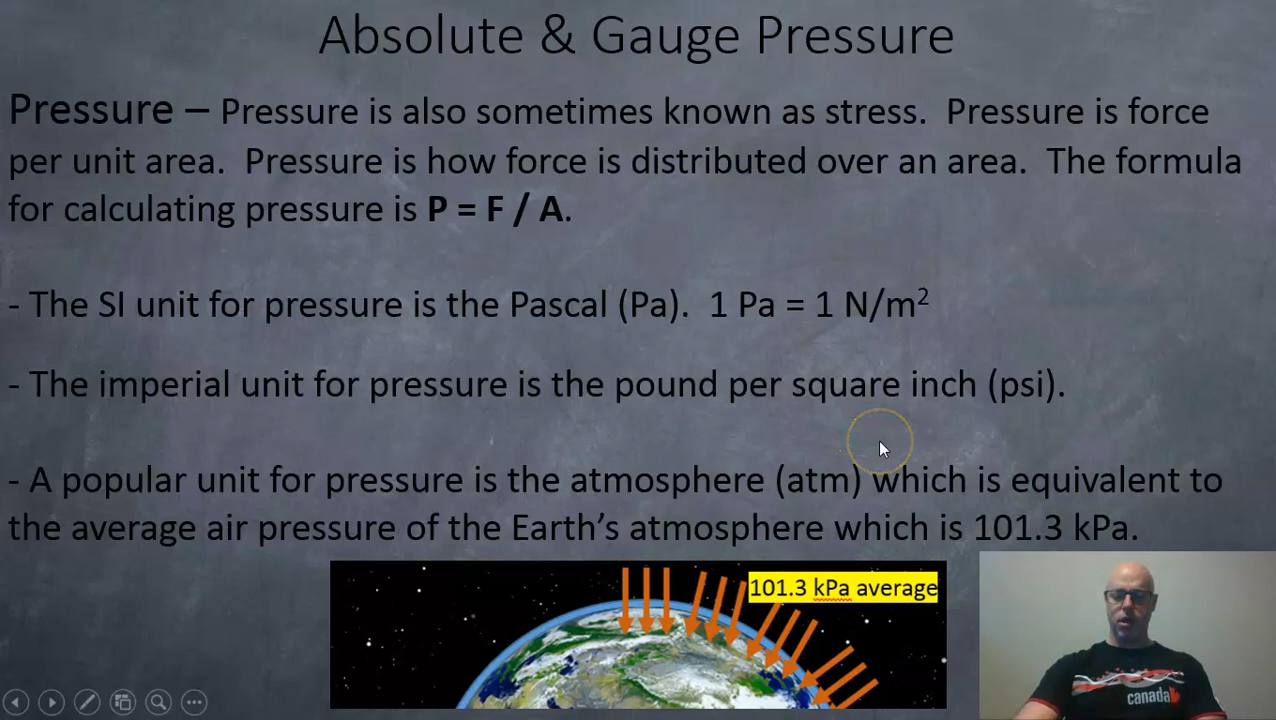 Absolute & Gauge Pressure
Pressure – Pressure is also sometimes known as stress.  Pressure is force
per unit area.  Pressure is how force is distributed over an area.  The formula
for calculating pressure is P = F / A.
- The SI unit for pressure is the Pascal (Pa).  1 Pa = 1 N/m²
- The imperial unit for pressure is the pound per square inch (psi).
- A popular unit for pressure is the atmosphere (atm) which is equivalent to
the average air pressure of the Earth’s atmosphere which is 101.3 kPa.
101.3 kPa average
canada